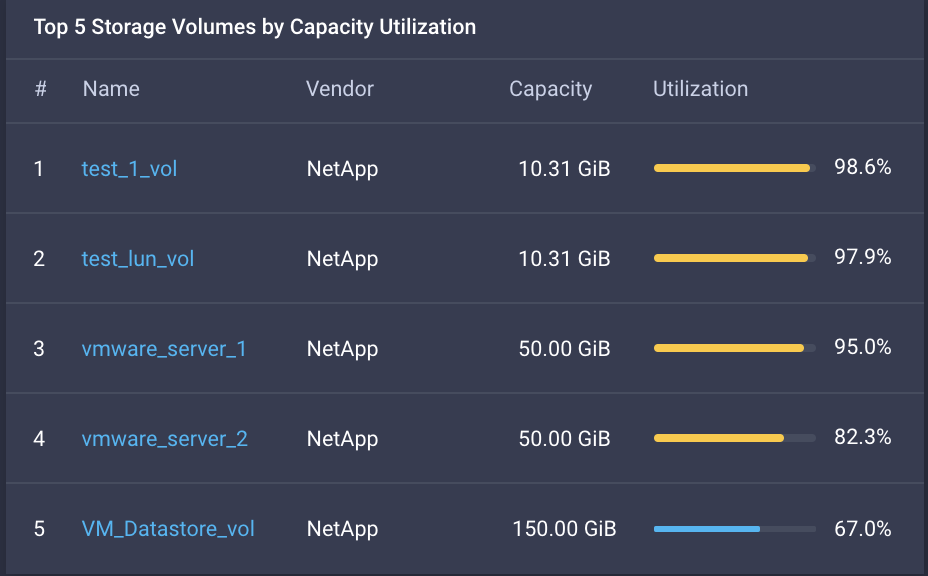 Top 5 Storage Volumes by Capacity Utilization
# Name Vendor Capacity Utilization
1 test_1_vol NetApp 10.31 GiB 98.6%
2 test_lun_vol NetApp 10.31 GiB 97.9%
3 vmware_server_1 NetApp 50.00 GiB 95.0%
4 vmware_server_2 NetApp 50.00 GiB 82.3%
5 VM_Datastore_vol NetApp 150.00 GiB 67.0%